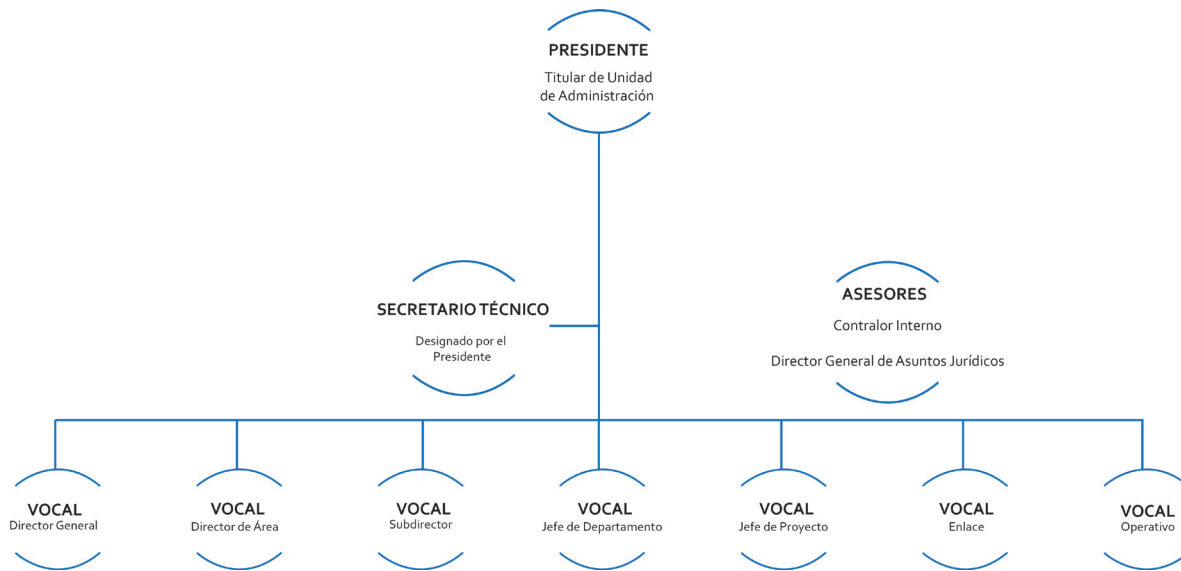 PRESIDENTE
Titular de Unidad
de Administración
SECRETARIO TÉCNICO
Designado por el
Presidente
ASESORES
Contralor Interno
Director General de Asuntos Jurídicos
VOCAL
Director General
VOCAL
Director de Área
VOCAL
Subdirector
VOCAL
Jefe de Departamento
VOCAL
Jefe de Proyecto
VOCAL
Enlace
VOCAL
Operativo